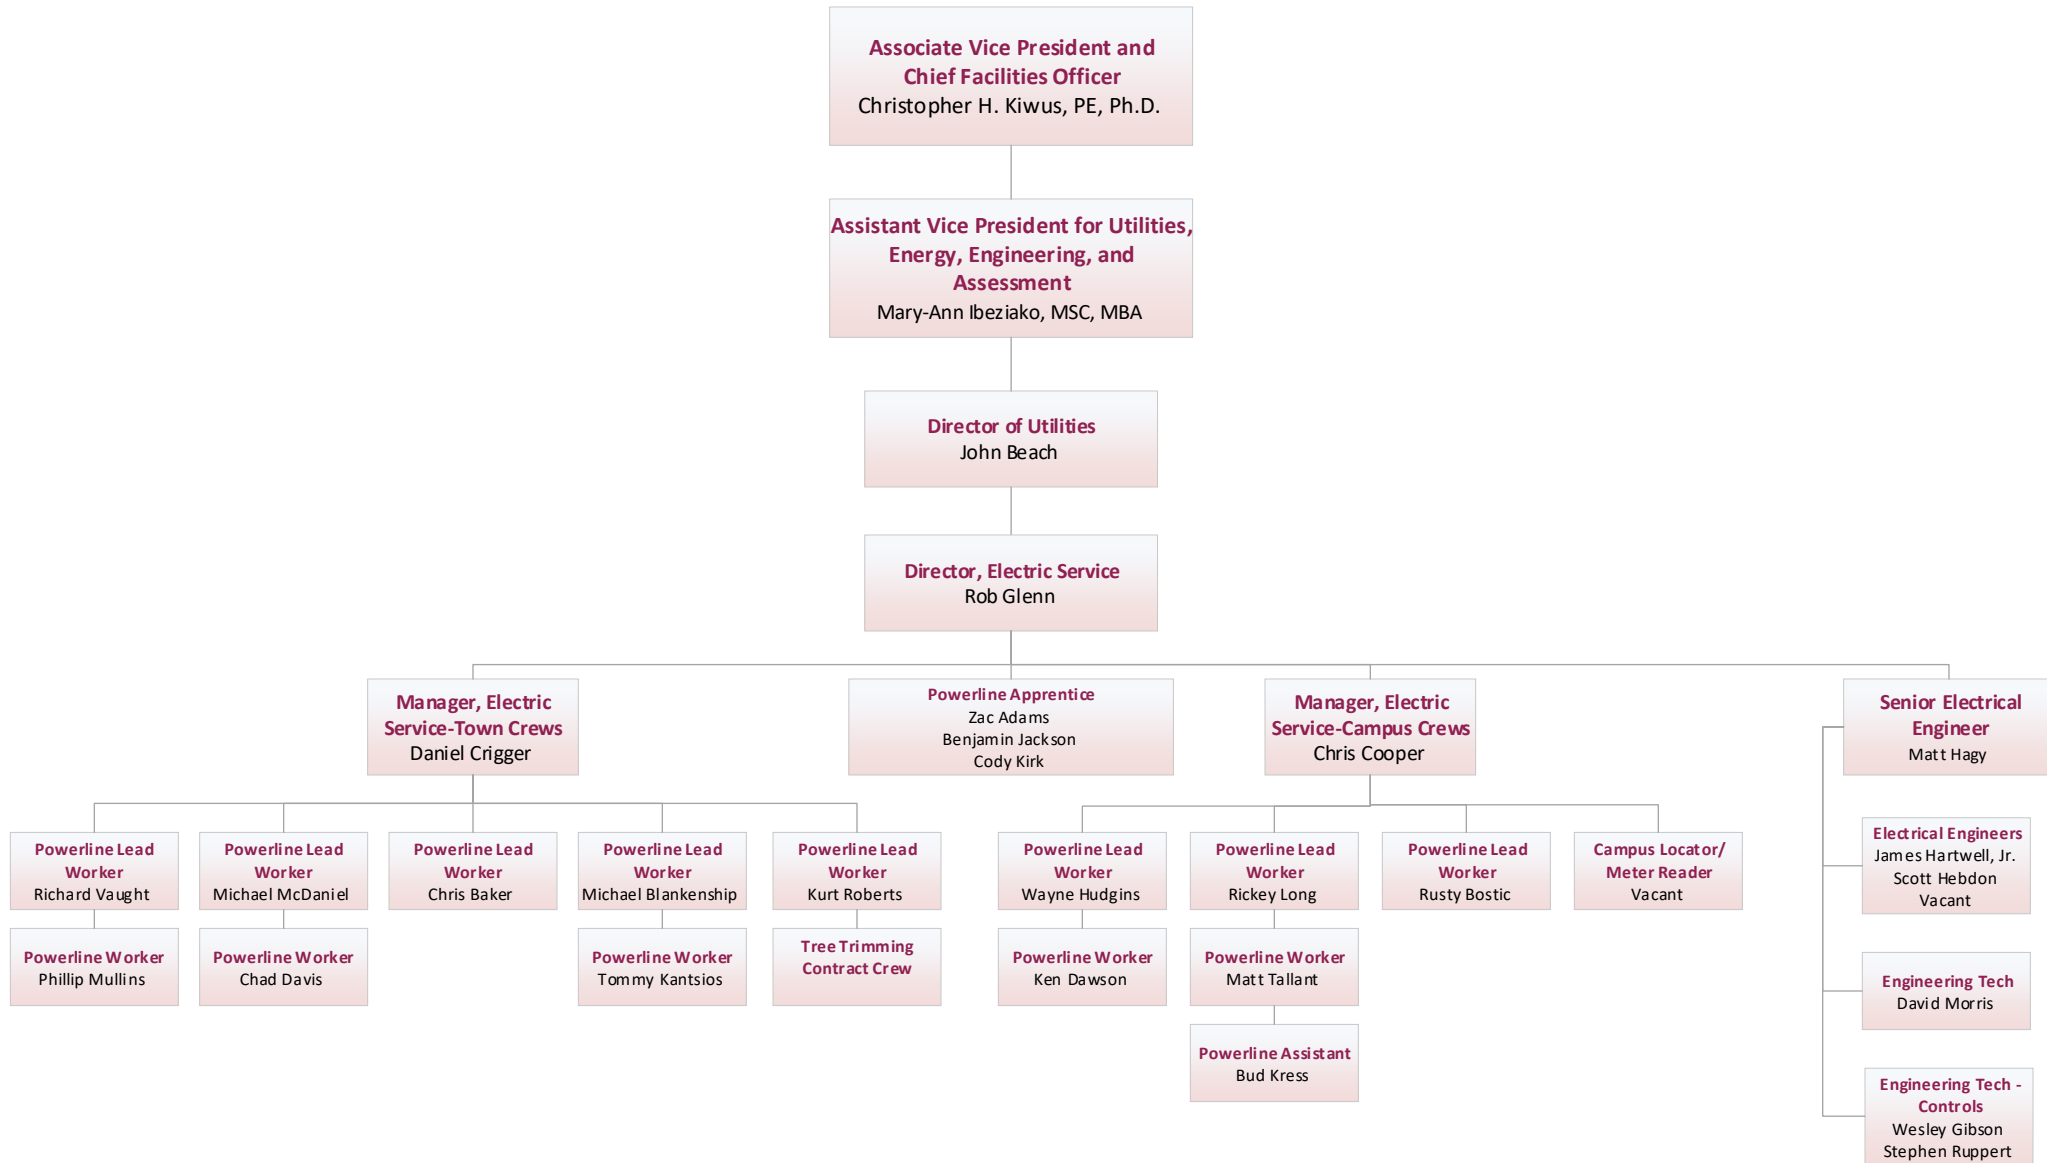 Associate Vice President and
Chief Facilities Officer
Christopher H. Kiwus, PE, Ph.D.
Assistant Vice President for Utilities,
Energy, Engineering, and
Assessment
Mary-Ann Ibeziako, MSC, MBA
Director of Utilities
John Beach
Director, Electric Service
Rob Glenn
Manager, Electric
Service-Town Crews
Daniel Crigger
Powerline Apprentice
Zac Adams
Benjamin Jackson
Cody Kirk
Manager, Electric
Service-Campus Crews
Chris Cooper
Senior Electrical
Engineer
Matt Hagy
Powerline Lead
Worker
Richard Vaught
Powerline Lead
Worker
Michael McDaniel
Powerline Lead
Worker
Chris Baker
Powerline Lead
Worker
Michael Blankenship
Powerline Lead
Worker
Kurt Roberts
Powerline Lead
Worker
Wayne Hudgins
Powerline Lead
Worker
Rickey Long
Powerline Lead
Worker
Rusty Bostic
Campus Locator/
Meter Reader
Vacant
Electrical Engineers
James Hartwell, Jr.
Scott Hebdon
Vacant
Powerline Worker
Phillip Mullins
Powerline Worker
Chad Davis
Powerline Worker
Tommy Kantsios
Tree Trimming
Contract Crew
Powerline Worker
Ken Dawson
Powerline Worker
Matt Tallant
Engineering Tech
David Morris
Powerline Assistant
Bud Kress
Engineering Tech -
Controls
Wesley Gibson
Stephen Ruppert